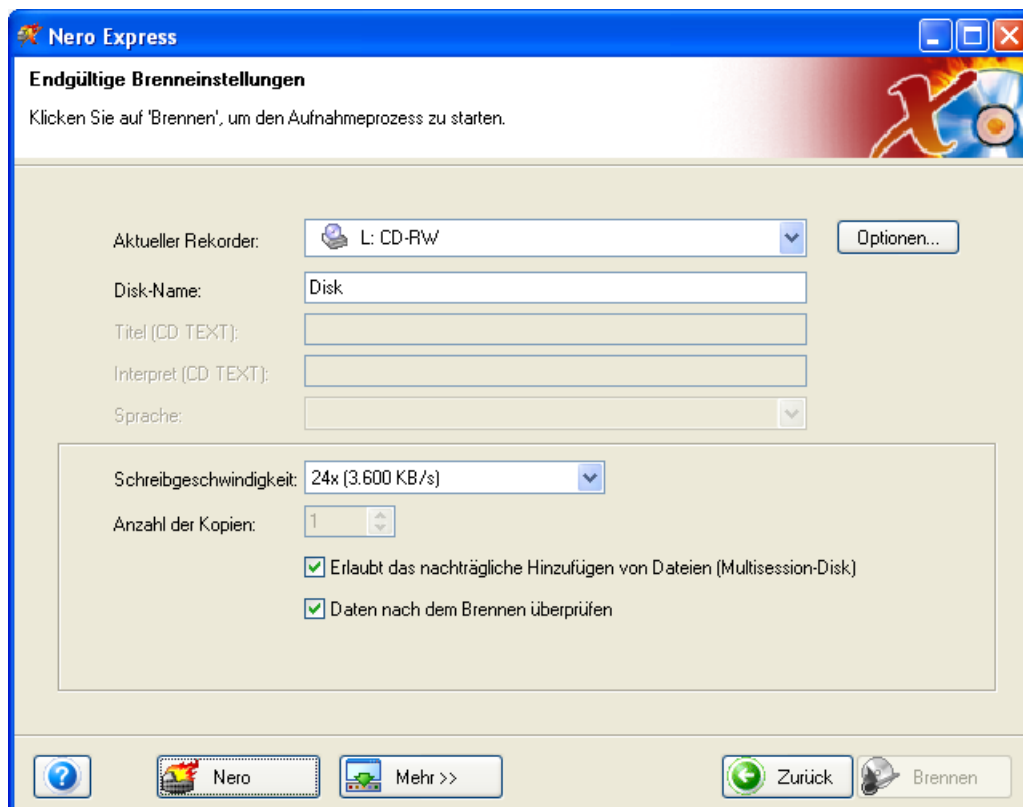 Nero Express
Endgültige Brenneinstellungen
Klicken Sie auf 'Brennen', um den Aufnahmeprozess zu starten.
Aktueller Rekorder: L: CD-RW Optionen...
Disk-Name: Disk
Titel (CD TEXT):
Interpret (CD TEXT):
Sprache:
Schreibgeschwindigkeit: 24x (3.600 KB/s)
Anzahl der Kopien: 1
Erlaubt das nachträgliche Hinzufügen von Dateien (Multisession-Disk)
Daten nach dem Brennen überprüfen
Nero Mehr >> Zurück Brennen